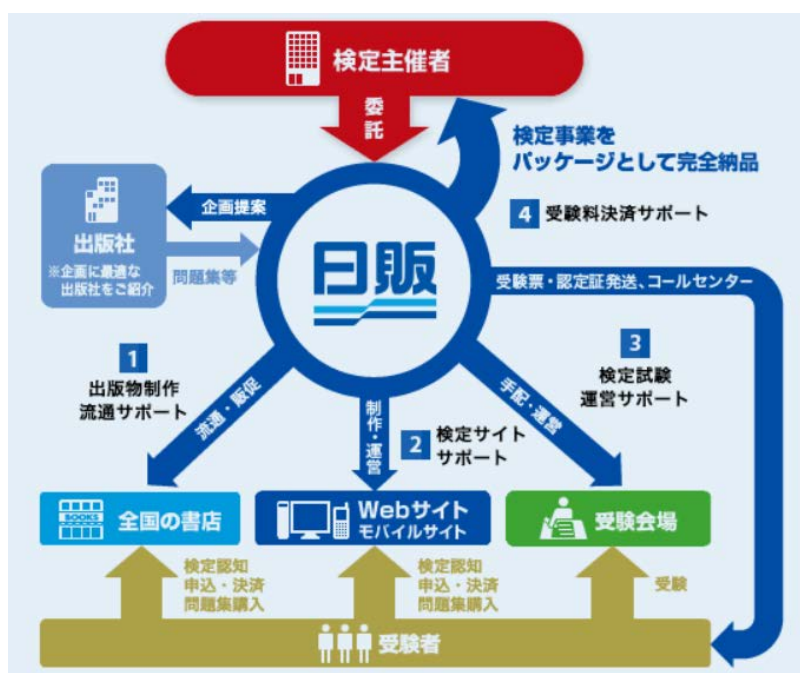 検定主催者
委託
検定事業を
パッケージとして完全納品
4 受験料決済サポート
企画提案
出版社
※企画に最適な
出版社をご紹介
問題集等
日販
受験票・認定証発送、コールセンター
1
出版物制作
流通サポート
流通・販促
制作・運営
2 検定サイト
サポート
手配・運営
3
検定試験
運営サポート
BOOKS
全国の書店
Webサイト
モバイルサイト
受験会場
検定認知
申込・決済
問題集購入
検定認知
申込・決済
問題集購入
受験
受験者